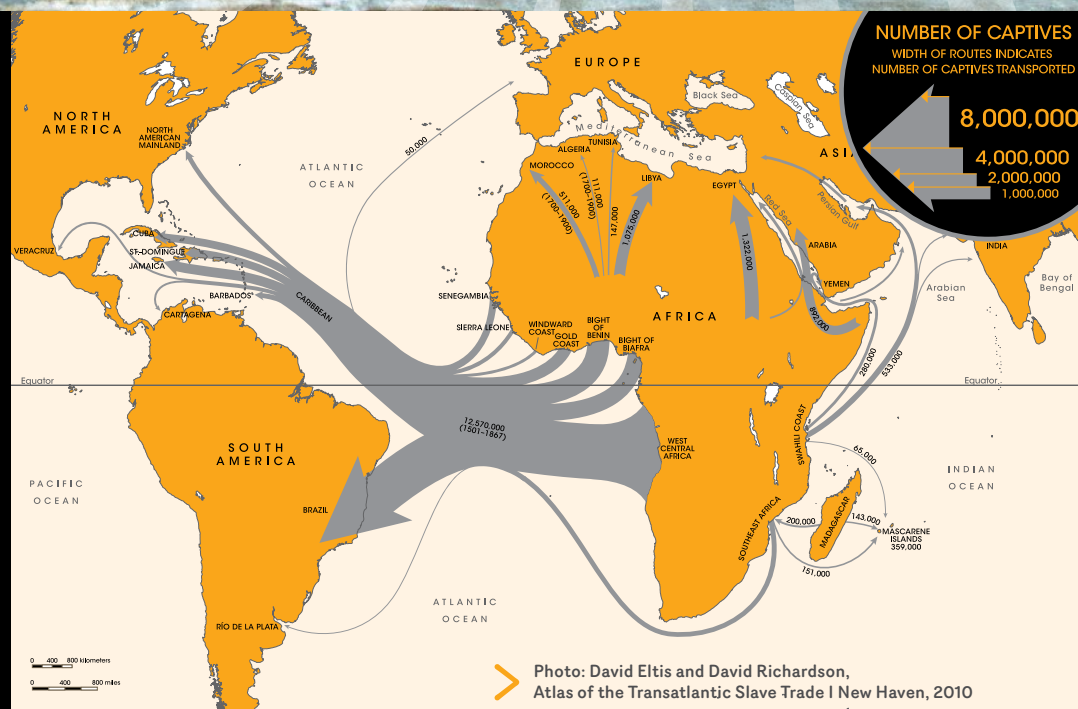 NUMBER OF CAPTIVES
WIDTH OF ROUTES INDICATES
NUMBER OF CAPTIVES TRANSPORTED
8,000,000
4,000,000
2,000,000
1,000,000
EUROPE
NORTH
AMERICA
NORTH
AMERICAN
MAINLAND
ATLANTIC
OCEAN
50,000
Black Sea
Caspian Sea
Mediterranean Sea
ASIA
ALGERIA
TUNISIA
MOROCCO
LIBYA
EGYPT
511,000
(1700-1900)
111,000
(1700-1900)
147,000
1,075,000
1,322,000
Red Sea
Persian Gulf
ARABIA
YEMEN
892,000
INDIA
Arabian
Sea
Bay of
Bengal
VERACRUZ
CUBA
ST-DOMINGUE
JAMAICA
BARBADOS
CARTAGENA
CARIBBEAN
SENEGAMBIA
SIERRA LEONE
WINDWARD
COAST
GOLD
COAST
BIGHT
OF
BENIN
BIGHT OF
BIAFRA
AFRICA
280,000
533,000
Equator
Equator
12,570,000
(1501-1867)
SOUTH
AMERICA
WEST
CENTRAL
AFRICA
SWAHILI COAST
65,000
PACIFIC
OCEAN
BRAZIL
INDIAN
OCEAN
SOUTHEAST AFRICA
200,000
MADAGASCAR
143,000
MASCARENE
ISLANDS
359,000
151,000
ATLANTIC
OCEAN
RÍO DE LA PLATA
0 400 800 kilometers
0 400 800 miles
Photo: David Eltis and David Richardson,
Atlas of the Transatlantic Slave Trade I New Haven, 2010